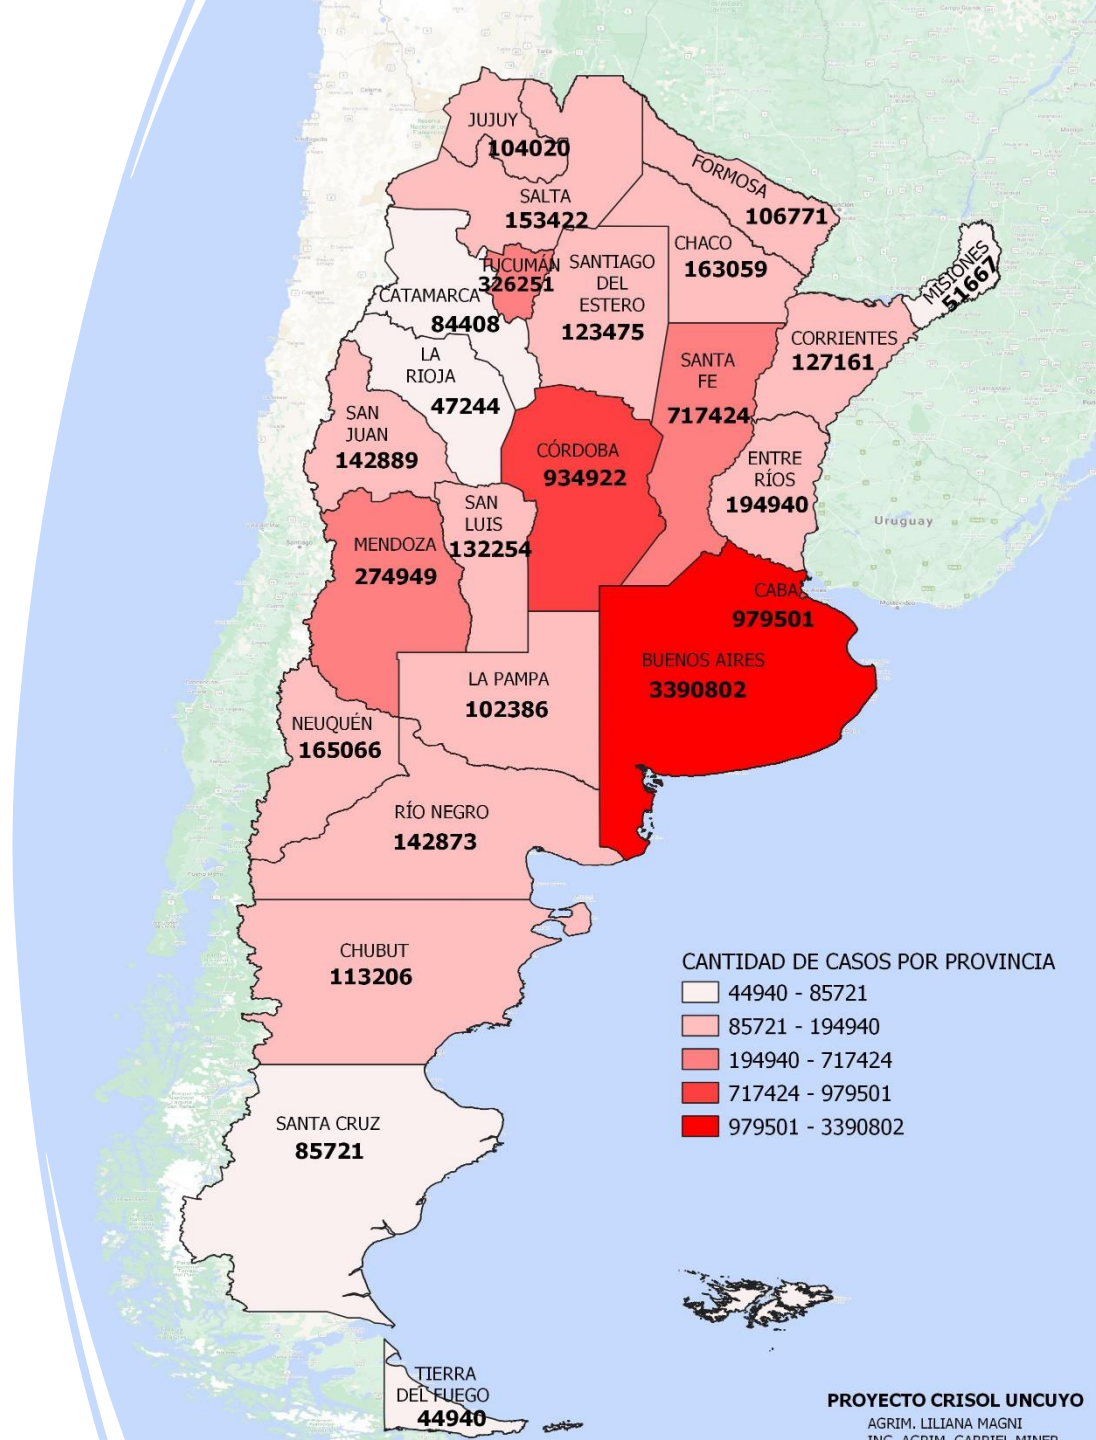 JUJUY
104020
SALTA
153422
FORMOSA
106771
CHACO
163059
MISIONES
51667
TUCUMÁN
326251
SANTIAGO
DEL
ESTERO
123475
CATAMARCA
84408
CORRIENTES
127161
LA
RIOJA
47244
SANTA
FE
717424
SAN
JUAN
142889
CÓRDOBA
934922
ENTRE
RÍOS
194940
SAN
LUIS
132254
MENDOZA
274949
Uruguay
CABA
979501
BUENOS AIRES
3390802
LA PAMPA
102386
NEUQUÉN
165066
RÍO NEGRO
142873
CHUBUT
113206
CANTIDAD DE CASOS POR PROVINCIA
44940 - 85721
85721 - 194940
194940 - 717424
717424 - 979501
979501 - 3390802
SANTA CRUZ
85721
TIERRA
DEL FUEGO
44940
PROYECTO CRISOL UNCUYO
AGRIM. LILIANA MAGNI
ING. AGRIM. GABRIEL MINER